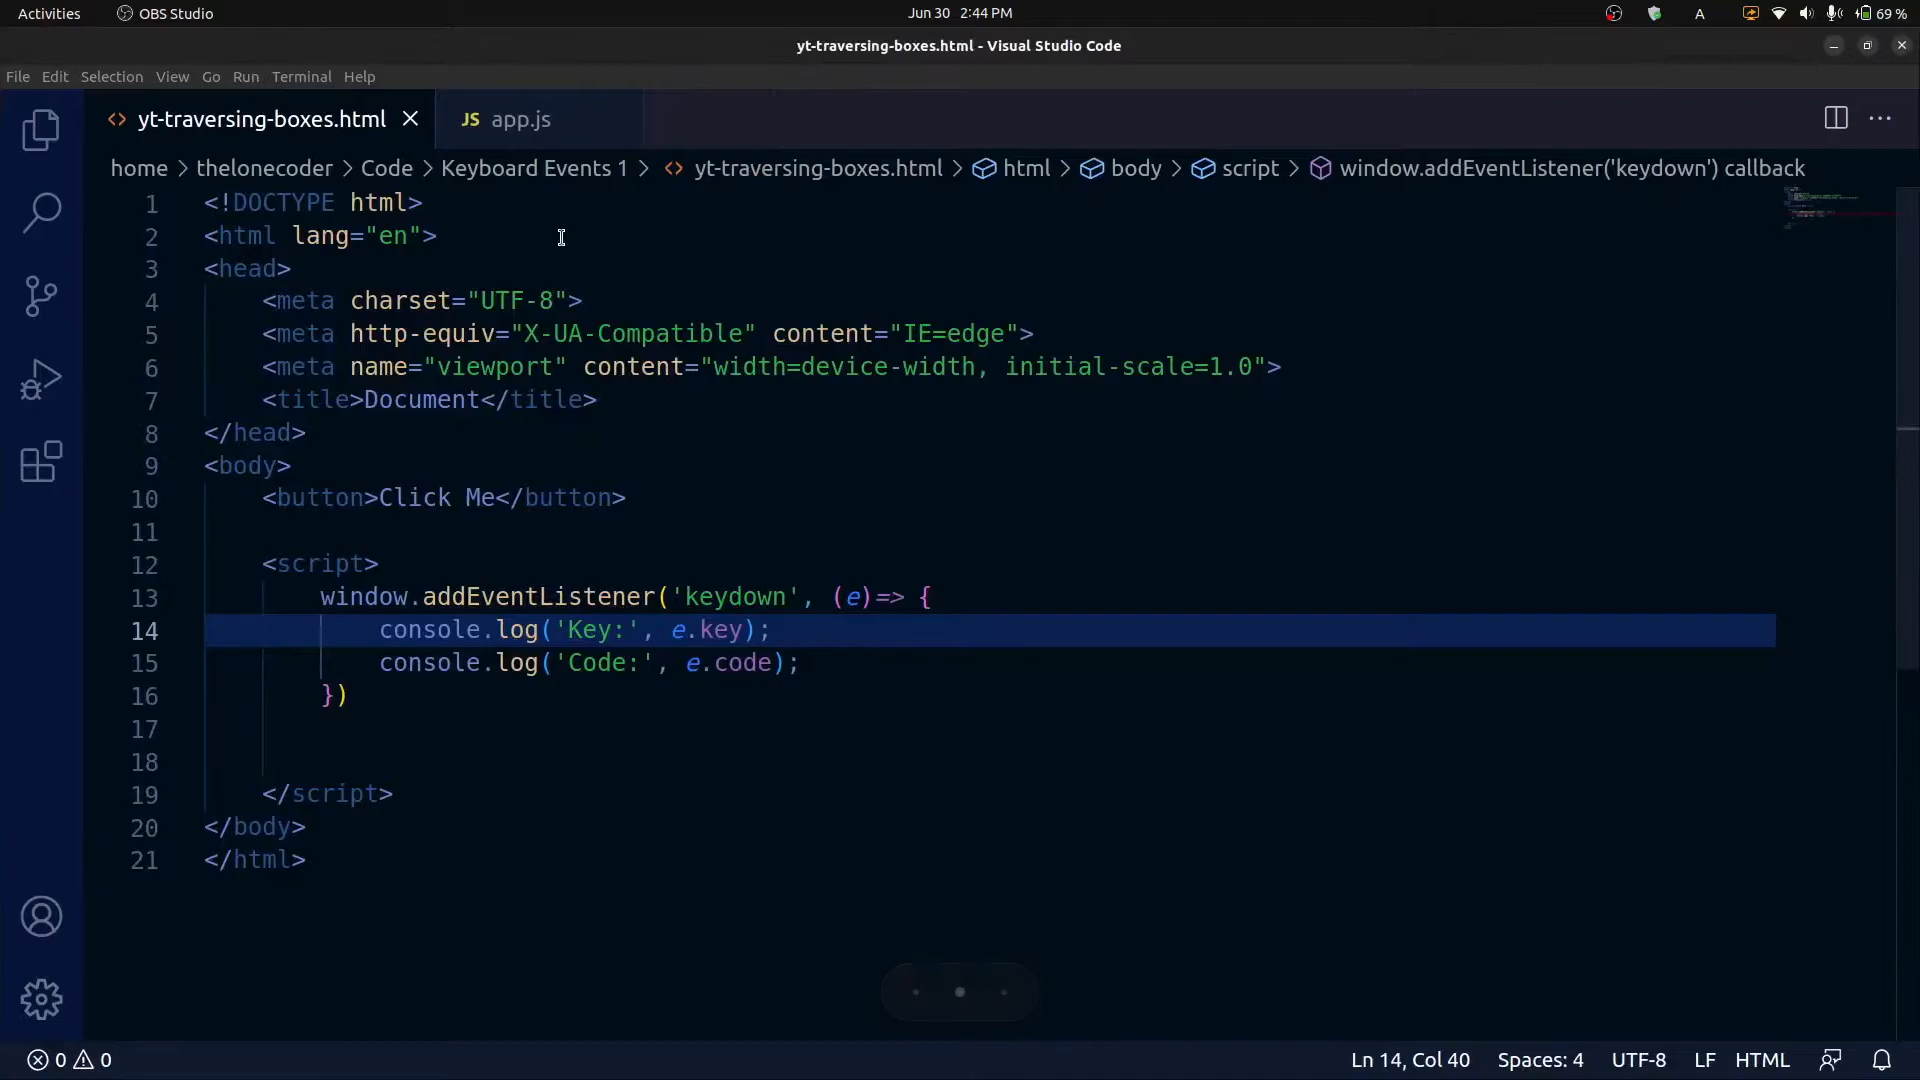 Activities OBS Studio Jun 30 2:44 PM A 69 %
yt-traversing-boxes.html - Visual Studio Code
File Edit Selection View Go Run Terminal Help
<> yt-traversing-boxes.html JS app.js
home > thelonecoder > Code > Keyboard Events 1 > <> yt-traversing-boxes.html > html > body > script > window.addEventListener('keydown') callback
1 <!DOCTYPE html>
2 <html lang="en">
3 <head>
4 <meta charset="UTF-8">
5 <meta http-equiv="X-UA-Compatible" content="IE=edge">
6 <meta name="viewport" content="width=device-width, initial-scale=1.0">
7 <title>Document</title>
8 </head>
9 <body>
10 <button>Click Me</button>
11
12 <script>
13 window.addEventListener('keydown', (e)=> {
14 console.log('Key:', e.key);
15 console.log('Code:', e.code);
16 })
17
18
19 </script>
20 </body>
21 </html>
0 0 Ln 14, Col 40 Spaces: 4 UTF-8 LF HTML